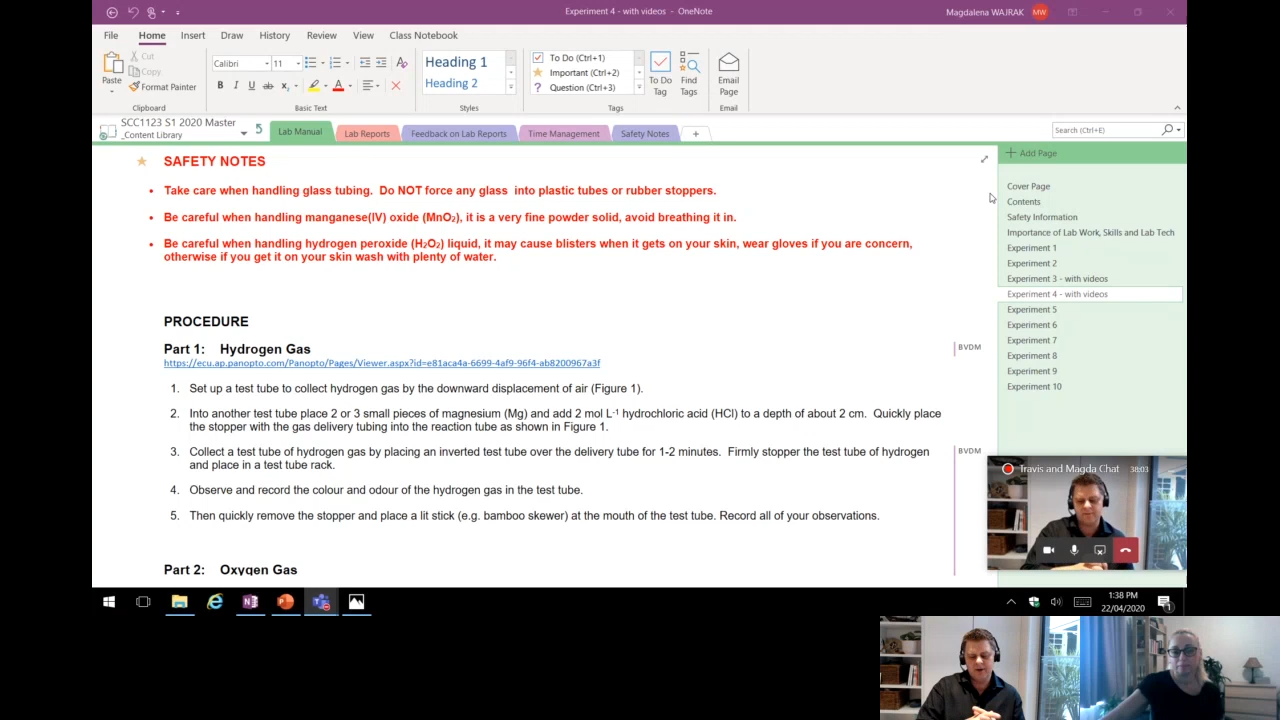 Experiment 4 - with videos - OneNote
Magdalena WAJRAK MW
File Home Insert Draw History Review View Class Notebook
Paste
Cut
Copy
Format Painter
Clipboard
Calibri 11
B I U ab x₂ A
Basic Text
Heading 1
Heading 2
Styles
To Do (Ctrl+1)
Important (Ctrl+2)
? Question (Ctrl+3)
To Do Tag
Find Tags
Tags
Email Page
Email
SCC1123 S1 2020 Master
_Content Library
Lab Manual Lab Reports Feedback on Lab Reports Time Management Safety Notes +
Search (Ctrl+E)
SAFETY NOTES
• Take care when handling glass tubing. Do NOT force any glass into plastic tubes or rubber stoppers.
• Be careful when handling manganese(IV) oxide (MnO₂), it is a very fine powder solid, avoid breathing it in.
• Be careful when handling hydrogen peroxide (H₂O₂) liquid, it may cause blisters when it gets on your skin, wear gloves if you are concern,
otherwise if you get it on your skin wash with plenty of water.
PROCEDURE
Part 1: Hydrogen Gas
BVDM
https://ecu.ap.panopto.com/Panopto/Pages/Viewer.aspx?id=e81aca4a-6699-4af9-96f4-ab8200967a3f
1. Set up a test tube to collect hydrogen gas by the downward displacement of air (Figure 1).
2. Into another test tube place 2 or 3 small pieces of magnesium (Mg) and add 2 mol L⁻¹ hydrochloric acid (HCl) to a depth of about 2 cm. Quickly place
the stopper with the gas delivery tubing into the reaction tube as shown in Figure 1.
3. Collect a test tube of hydrogen gas by placing an inverted test tube over the delivery tube for 1-2 minutes. Firmly stopper the test tube of hydrogen
and place in a test tube rack.
BVDM
4. Observe and record the colour and odour of the hydrogen gas in the test tube.
5. Then quickly remove the stopper and place a lit stick (e.g. bamboo skewer) at the mouth of the test tube. Record all of your observations.
Part 2: Oxygen Gas
Add Page
Cover Page
Contents
Safety Information
Importance of Lab Work, Skills and Lab Tech
Experiment 1
Experiment 2
Experiment 3 - with videos
Experiment 4 - with videos
Experiment 5
Experiment 6
Experiment 7
Experiment 8
Experiment 9
Experiment 10
Travis and Magda Chat 38:03
1:38 PM
22/04/2020
1